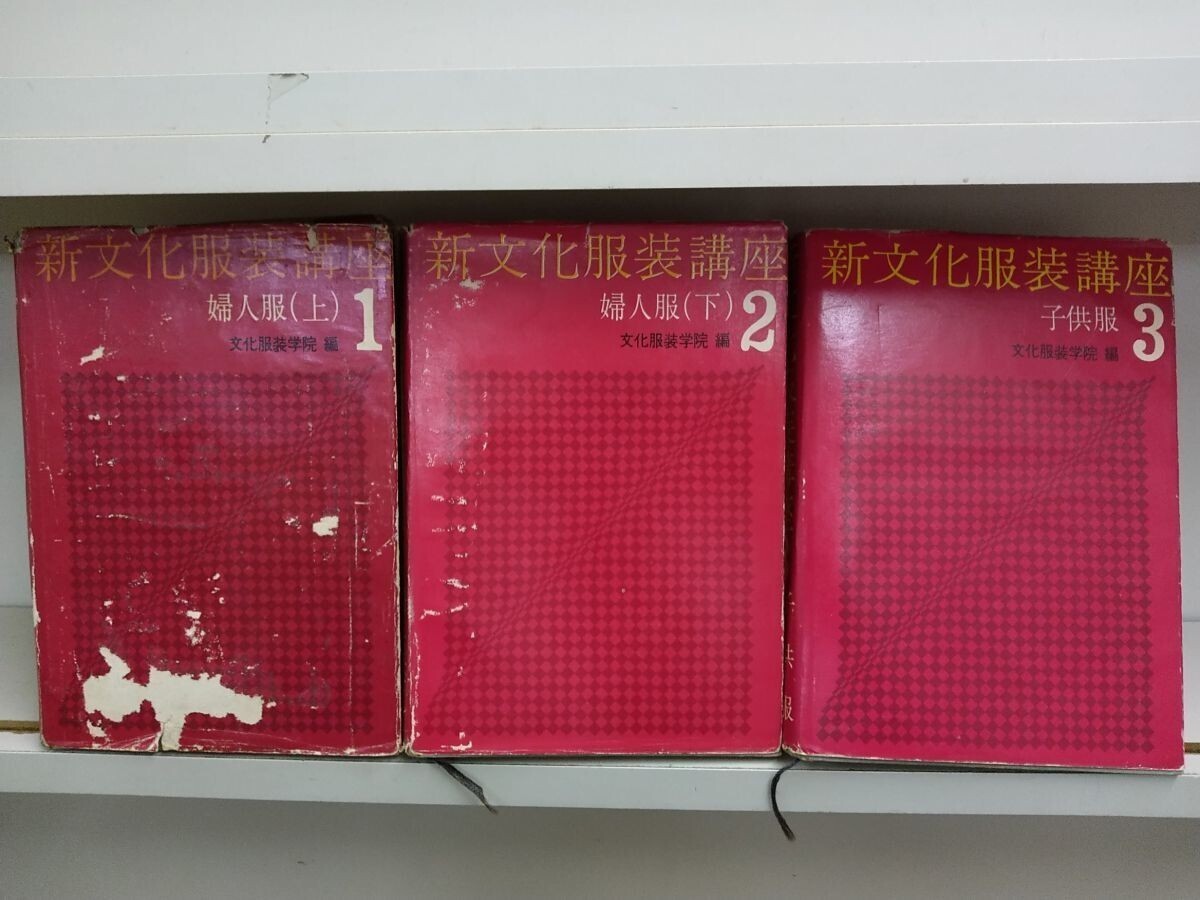 新文化服装講座
婦人服(上) 1
文化服装学院 編
新文化服装講座
婦人服(下) 2
文化服装学院 編
新文化服装講座
子供服 3
文化服装学院 編
供
服